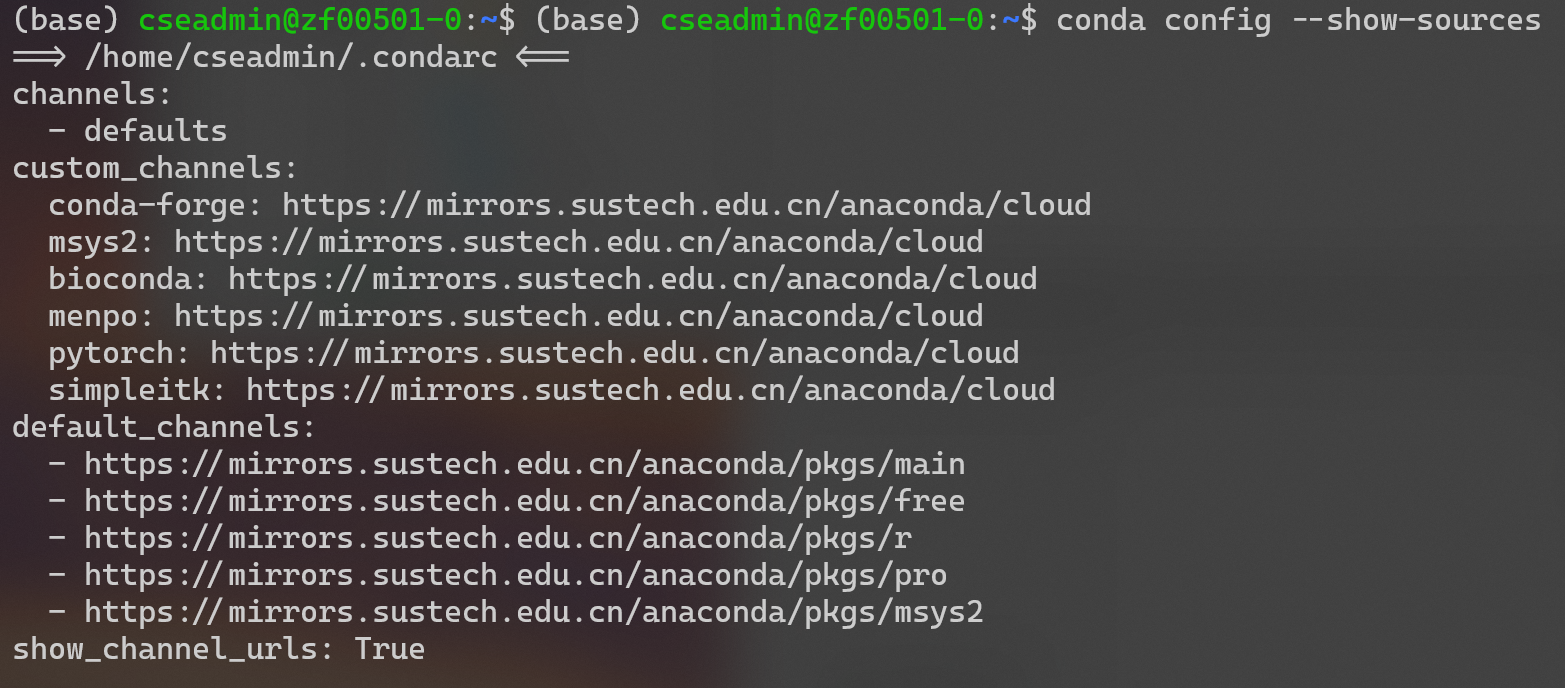 (base) cseadmin@zf00501-0:~$ (base) cseadmin@zf00501-0:~$ conda config --show-sources
==> /home/cseadmin/.condarc <==
channels:
  - defaults
custom_channels:
  conda-forge: https://mirrors.sustech.edu.cn/anaconda/cloud
  msys2: https://mirrors.sustech.edu.cn/anaconda/cloud
  bioconda: https://mirrors.sustech.edu.cn/anaconda/cloud
  menpo: https://mirrors.sustech.edu.cn/anaconda/cloud
  pytorch: https://mirrors.sustech.edu.cn/anaconda/cloud
  simpleitk: https://mirrors.sustech.edu.cn/anaconda/cloud
default_channels:
  - https://mirrors.sustech.edu.cn/anaconda/pkgs/main
  - https://mirrors.sustech.edu.cn/anaconda/pkgs/free
  - https://mirrors.sustech.edu.cn/anaconda/pkgs/r
  - https://mirrors.sustech.edu.cn/anaconda/pkgs/pro
  - https://mirrors.sustech.edu.cn/anaconda/pkgs/msys2
show_channel_urls: True